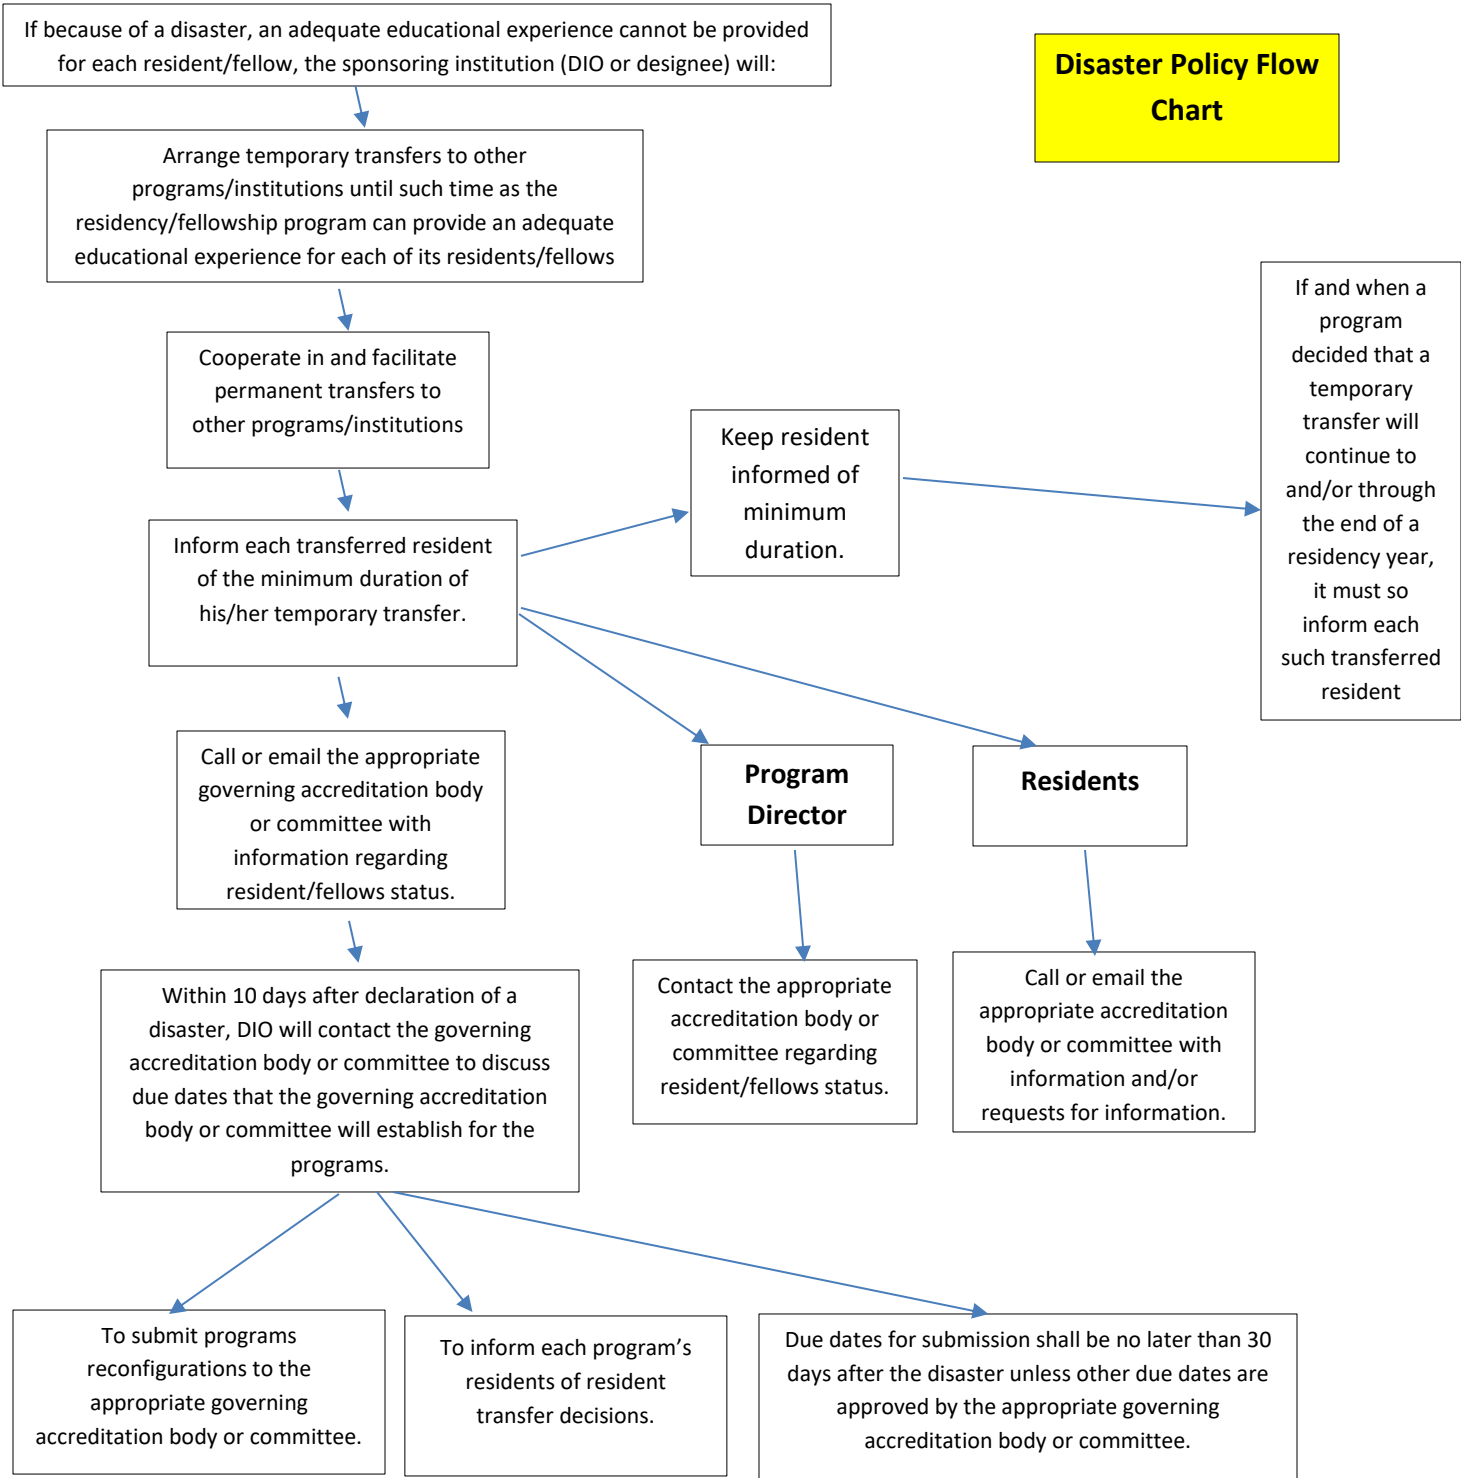 If because of a disaster, an adequate educational experience cannot be provided
for each resident/fellow, the sponsoring institution (DIO or designee) will:
Disaster Policy Flow
Chart
Arrange temporary transfers to other
programs/institutions until such time as the
residency/fellowship program can provide an adequate
educational experience for each of its residents/fellows
Cooperate in and facilitate
permanent transfers to
other programs/institutions
Inform each transferred resident
of the minimum duration of
his/her temporary transfer.
Keep resident
informed of
minimum
duration.
If and when a
program
decided that a
temporary
transfer will
continue to
and/or through
the end of a
residency year,
it must so
inform each
such transferred
resident
Call or email the appropriate
governing accreditation body
or committee with
information regarding
resident/fellows status.
Program
Director
Residents
Within 10 days after declaration of a
disaster, DIO will contact the governing
accreditation body or committee to discuss
due dates that the governing accreditation
body or committee will establish for the
programs.
Contact the appropriate
accreditation body or
committee regarding
resident/fellows status.
Call or email the
appropriate accreditation
body or committee with
information and/or
requests for information.
To submit programs
reconfigurations to the
appropriate governing
accreditation body or committee.
To inform each program’s
residents of resident
transfer decisions.
Due dates for submission shall be no later than 30
days after the disaster unless other due dates are
approved by the appropriate governing
accreditation body or committee.